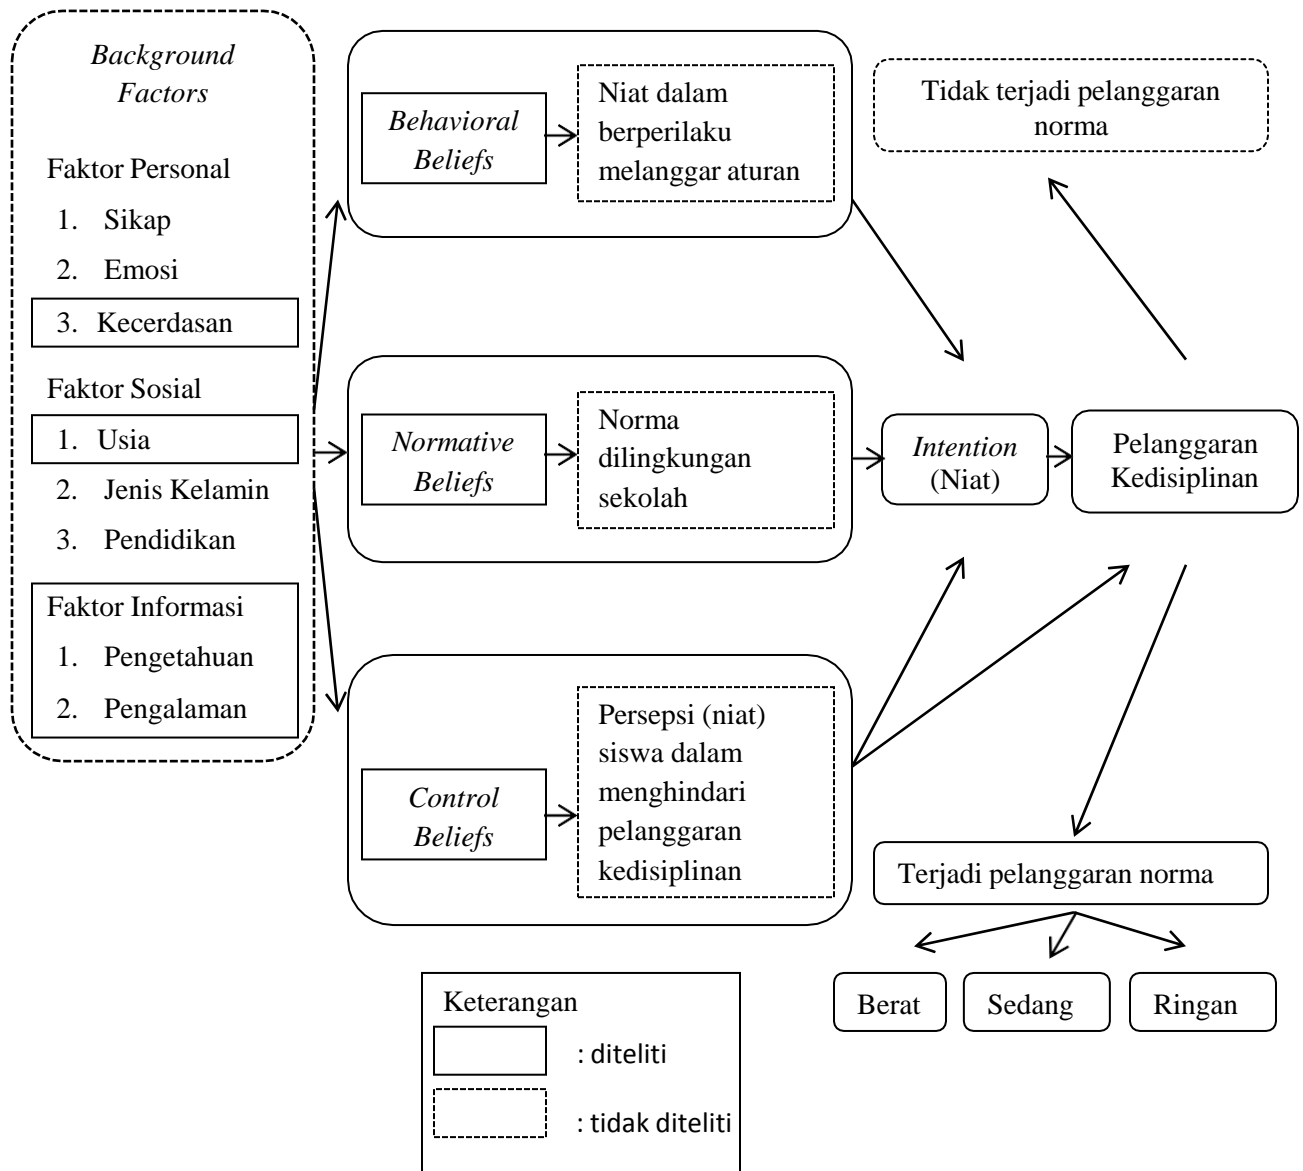 Background
Factors
Faktor Personal
1. Sikap
2. Emosi
3. Kecerdasan
Faktor Sosial
1. Usia
2. Jenis Kelamin
3. Pendidikan
Faktor Informasi
1. Pengetahuan
2. Pengalaman
Behavioral
Beliefs
Niat dalam
berperilaku
melanggar aturan
Normative
Beliefs
Norma
dilingkungan
sekolah
Control
Beliefs
Persepsi (niat)
siswa dalam
menghindari
pelanggaran
kedisiplinan
Tidak terjadi pelanggaran
norma
Intention
(Niat)
Pelanggaran
Kedisiplinan
Terjadi pelanggaran norma
Berat
Sedang
Ringan
Keterangan
: diteliti
: tidak diteliti